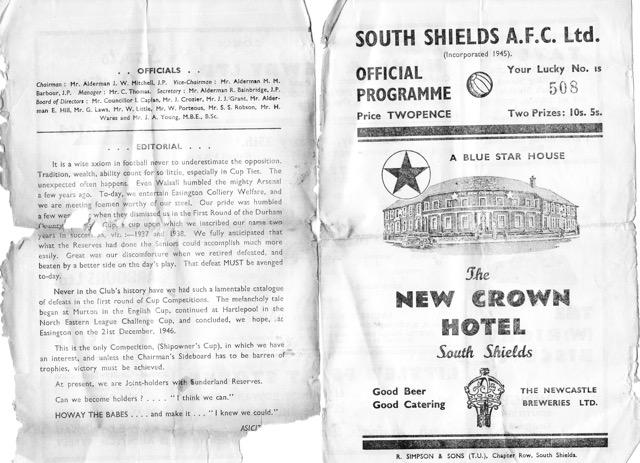 . . OFFICIALS . .
Chairman : Mr. Alderman J. W. Mitchell, J.P. Vice-Chairman : Mr. Alderman M. M.
Barbour, J.P. Manager : Mr. C. Thomas. Secretary : Mr. Alderman R. Bainbridge, J.P.
Board of Directors : Mr. Councillor I. Caplan, Mr. J. Crozier, Mr. J. J. Grant, Mr. Alder-
man E. Hill, Mr. G. Laws, Mr. W. Little, Mr. W. Porteous, Mr. S. S. Robson, Mr. H.
Wares and Mr. J. A. Young, M.B.E., B.Sc.
. . . EDITORIAL . . .
It is a wise axiom in football never to underestimate the opposition.
Tradition, wealth, ability count for so little, especially in Cup Ties. The
unexpected often happens. Even Walsall humbled the mighty Arsenal
a few years ago. To-day, we entertain Easington Colliery Welfare, and
we are meeting foemen worthy of our steel. Our pride was humbled
a few when they dismissed us in the First Round of the Durham
Cup, a cup upon which we inscribed our name two
years in viz. :—1937 and 1938. We fully anticipated that
what the Reserves had done the Seniors could accomplish much more
easily. Great was our discomforture when we retired defeated, and
beaten by a better side on the day's play. That defeat MUST be avenged
to-day.
Never in the Club's history have we had such a lamentable catalogue
of defeats in the first round of Cup Competitions. The melancholy tale
began at Murton in the English Cup, continued at Hartlepool in the
North Eastern League Challenge Cup, and concluded, we hope, at
Easington on the 21st December, 1946.
This is the only Competition, (Shipowner's Cup), in which we have
an interest, and unless the Chairman's Sideboard has to be barren of
trophies, victory must be achieved.
At present, we are Joint-holders with Sunderland Reserves.
Can we become holders ? . . . . " I think we can."
HOWAY THE BABES . . . . and make it . . . " I knew we could."
SOUTH SHIELDS A.F.C. Ltd.
(Incorporated 1945).
OFFICIAL
PROGRAMME
Price TWOPENCE
Your Lucky No. is
508
Two Prizes: 10s. 5s.
A BLUE STAR HOUSE
The
NEW CROWN
HOTEL
South Shields
Good Beer
Good Catering
THE NEWCASTLE
BREWERIES LTD.
R. SIMPSON & SONS (T.U.), Chapter Row, South Shields.